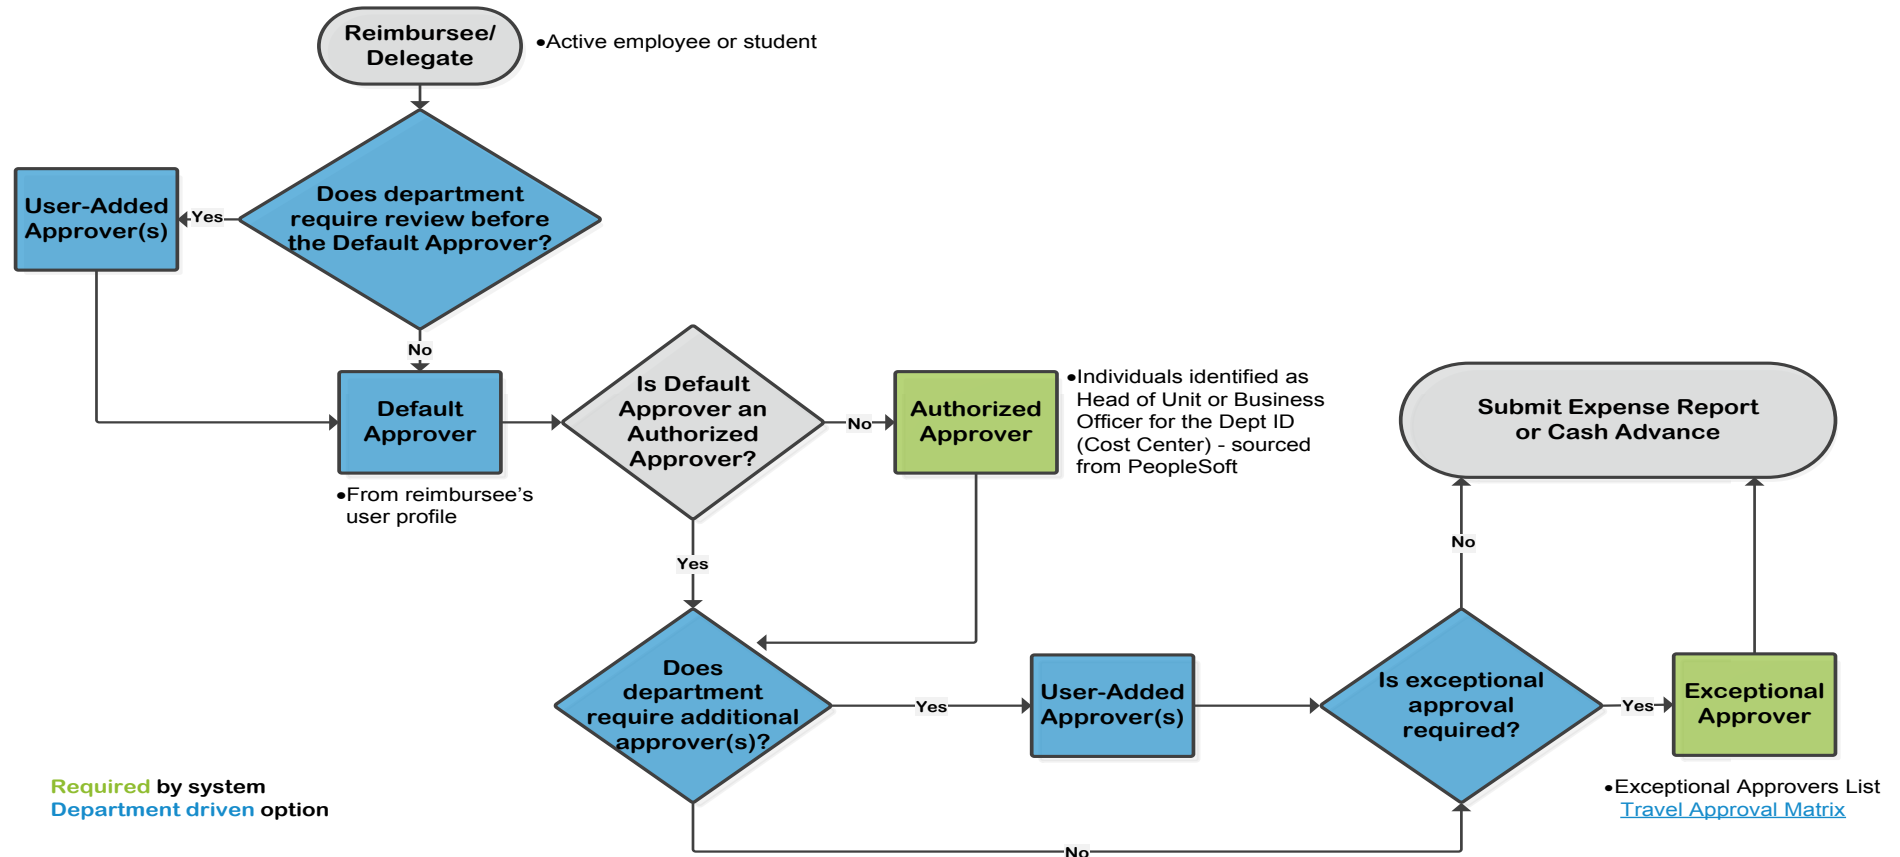 Reimbursee/
Delegate
•Active employee or student
Does department
require review before
the Default Approver?
Yes
User-Added
Approver(s)
No
Default
Approver
•From reimbursee's
user profile
Is Default
Approver an
Authorized
Approver?
No
Authorized
Approver
•Individuals identified as
Head of Unit or Business
Officer for the Dept ID
(Cost Center) - sourced
from PeopleSoft
Yes
Does
department
require additional
approver(s)?
Yes
User-Added
Approver(s)
No
Is exceptional
approval
required?
Yes
Exceptional
Approver
•Exceptional Approvers List
Travel Approval Matrix
No
Submit Expense Report
or Cash Advance
Required by system
Department driven option